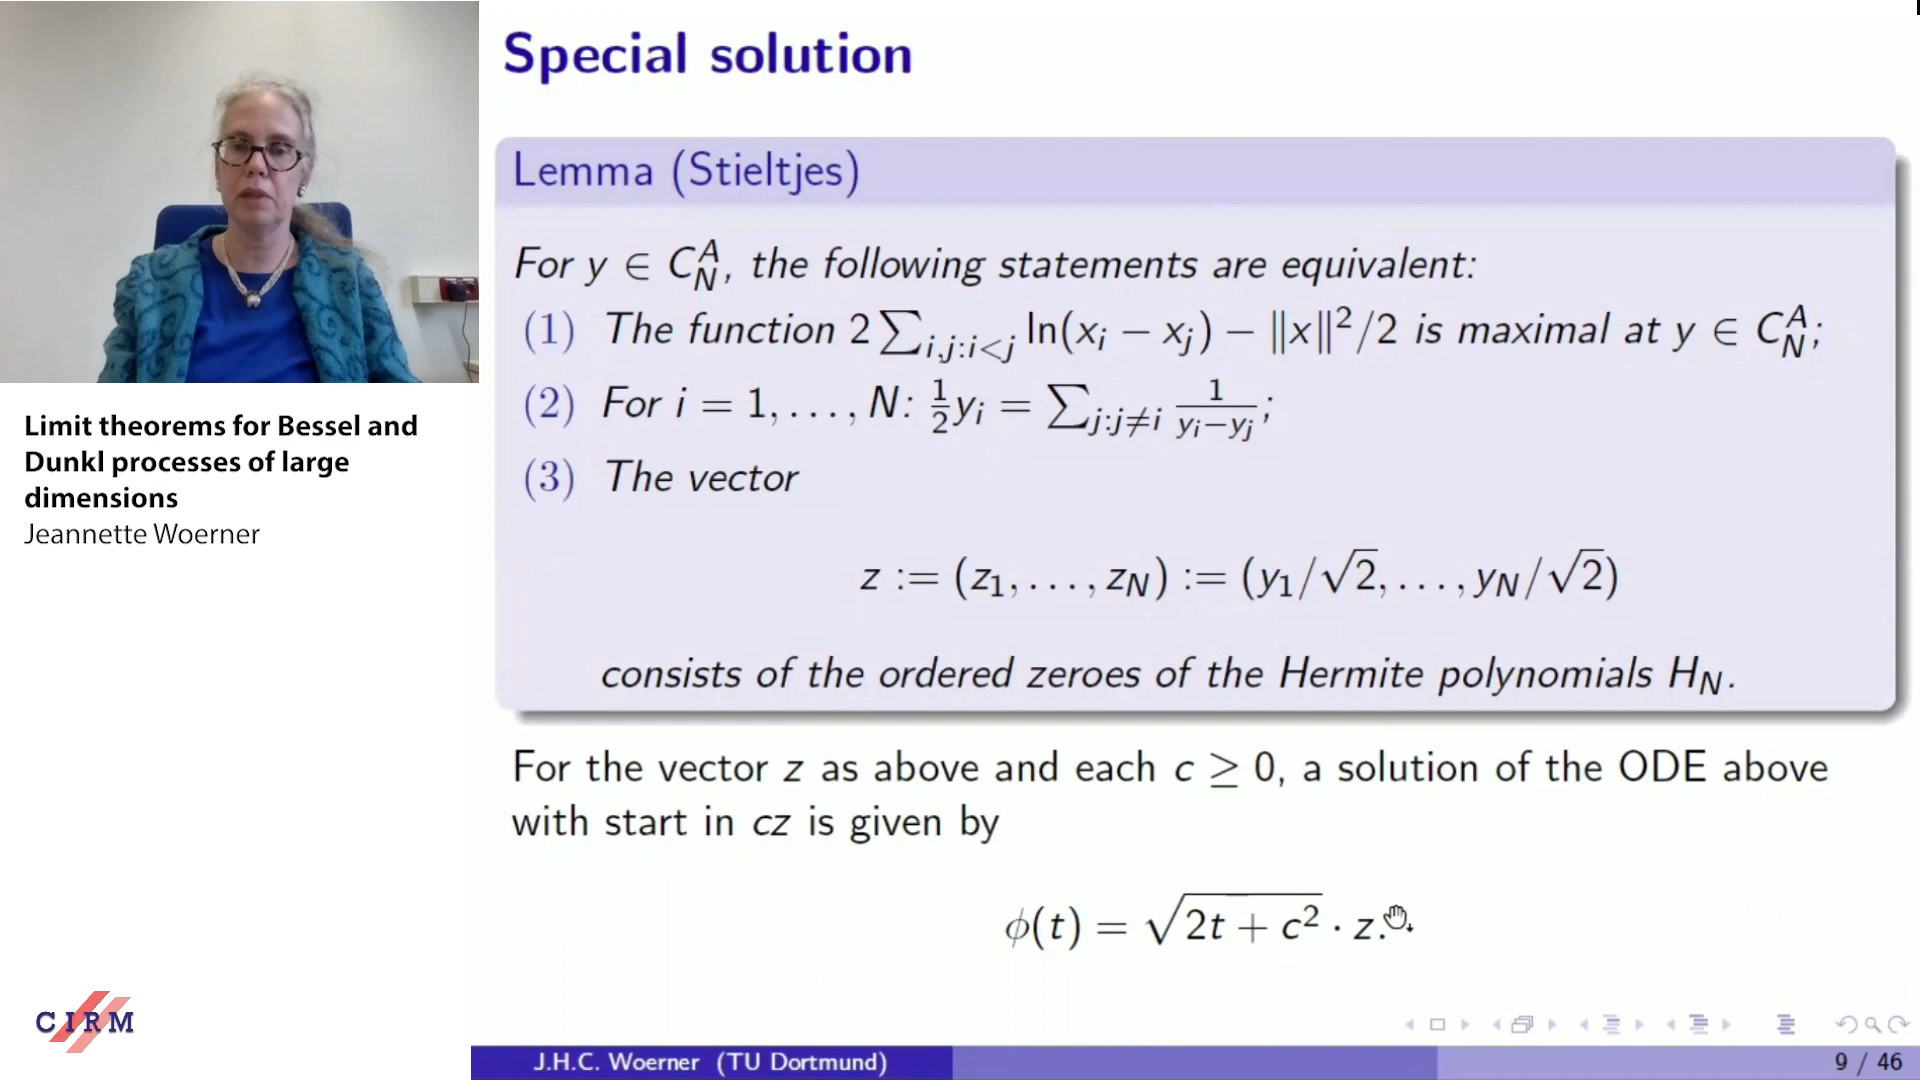 Special solution
Lemma (Stieltjes)
For y ∈ C_N^A, the following statements are equivalent:
(1) The function 2 ∑_{i,j:i<j} ln(x_i − x_j) − ‖x‖²/2 is maximal at y ∈ C_N^A;
(2) For i = 1, . . . , N: ½y_i = ∑_{j:j≠i} 1/(y_i−y_j);
(3) The vector
z := (z_1, . . . , z_N) := (y_1/√2, . . . , y_N/√2)
consists of the ordered zeroes of the Hermite polynomials H_N.
For the vector z as above and each c ≥ 0, a solution of the ODE above
with start in cz is given by
ϕ(t) = √(2t + c²) · z.
Limit theorems for Bessel and
Dunkl processes of large
dimensions
Jeannette Woerner
CIRM
J.H.C. Woerner (TU Dortmund)
9 / 46